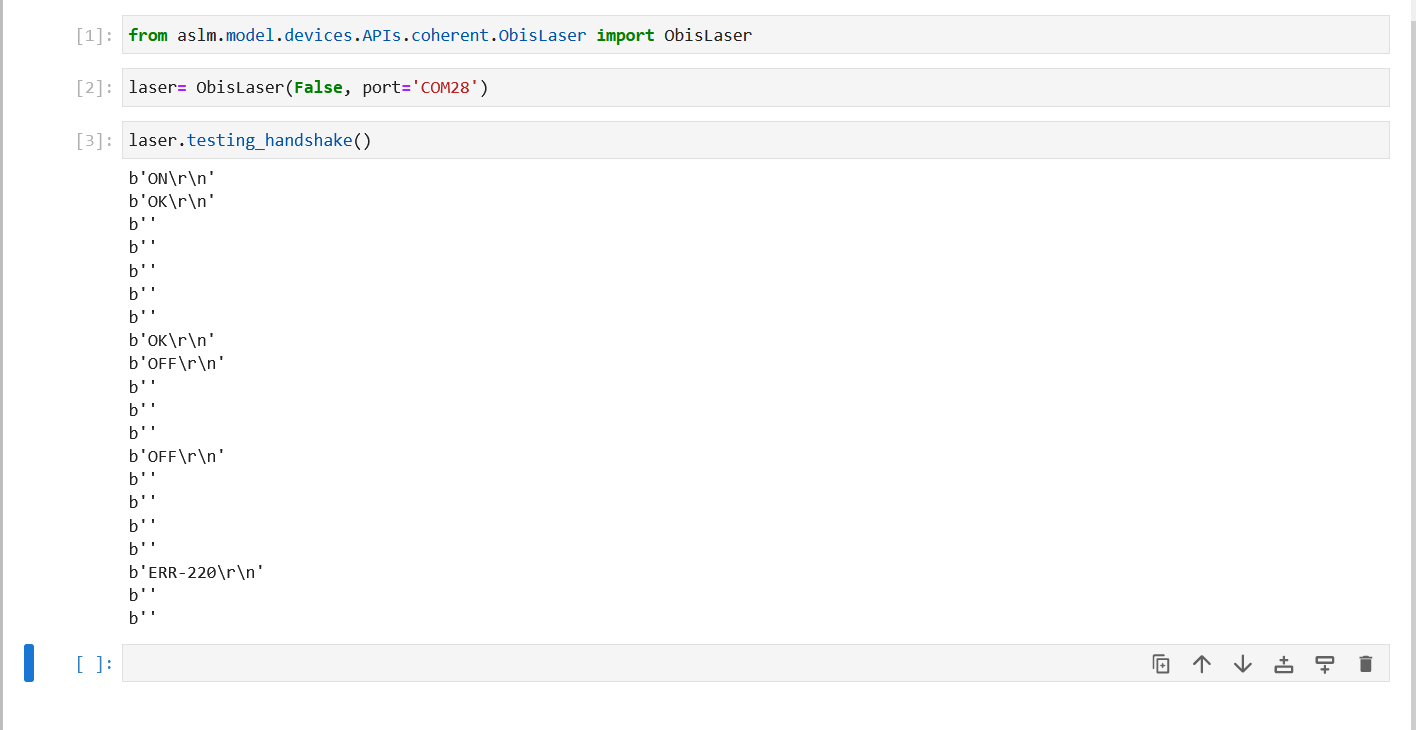 [1]: from aslm.model.devices.APIs.coherent.ObisLaser import ObisLaser
[2]: laser= ObisLaser(False, port='COM28')
[3]: laser.testing_handshake()
b'ON\r\n'
b'OK\r\n'
b''
b''
b''
b''
b''
b'OK\r\n'
b'OFF\r\n'
b''
b''
b''
b'OFF\r\n'
b''
b''
b''
b''
b'ERR-220\r\n'
b''
b''
[ ]: